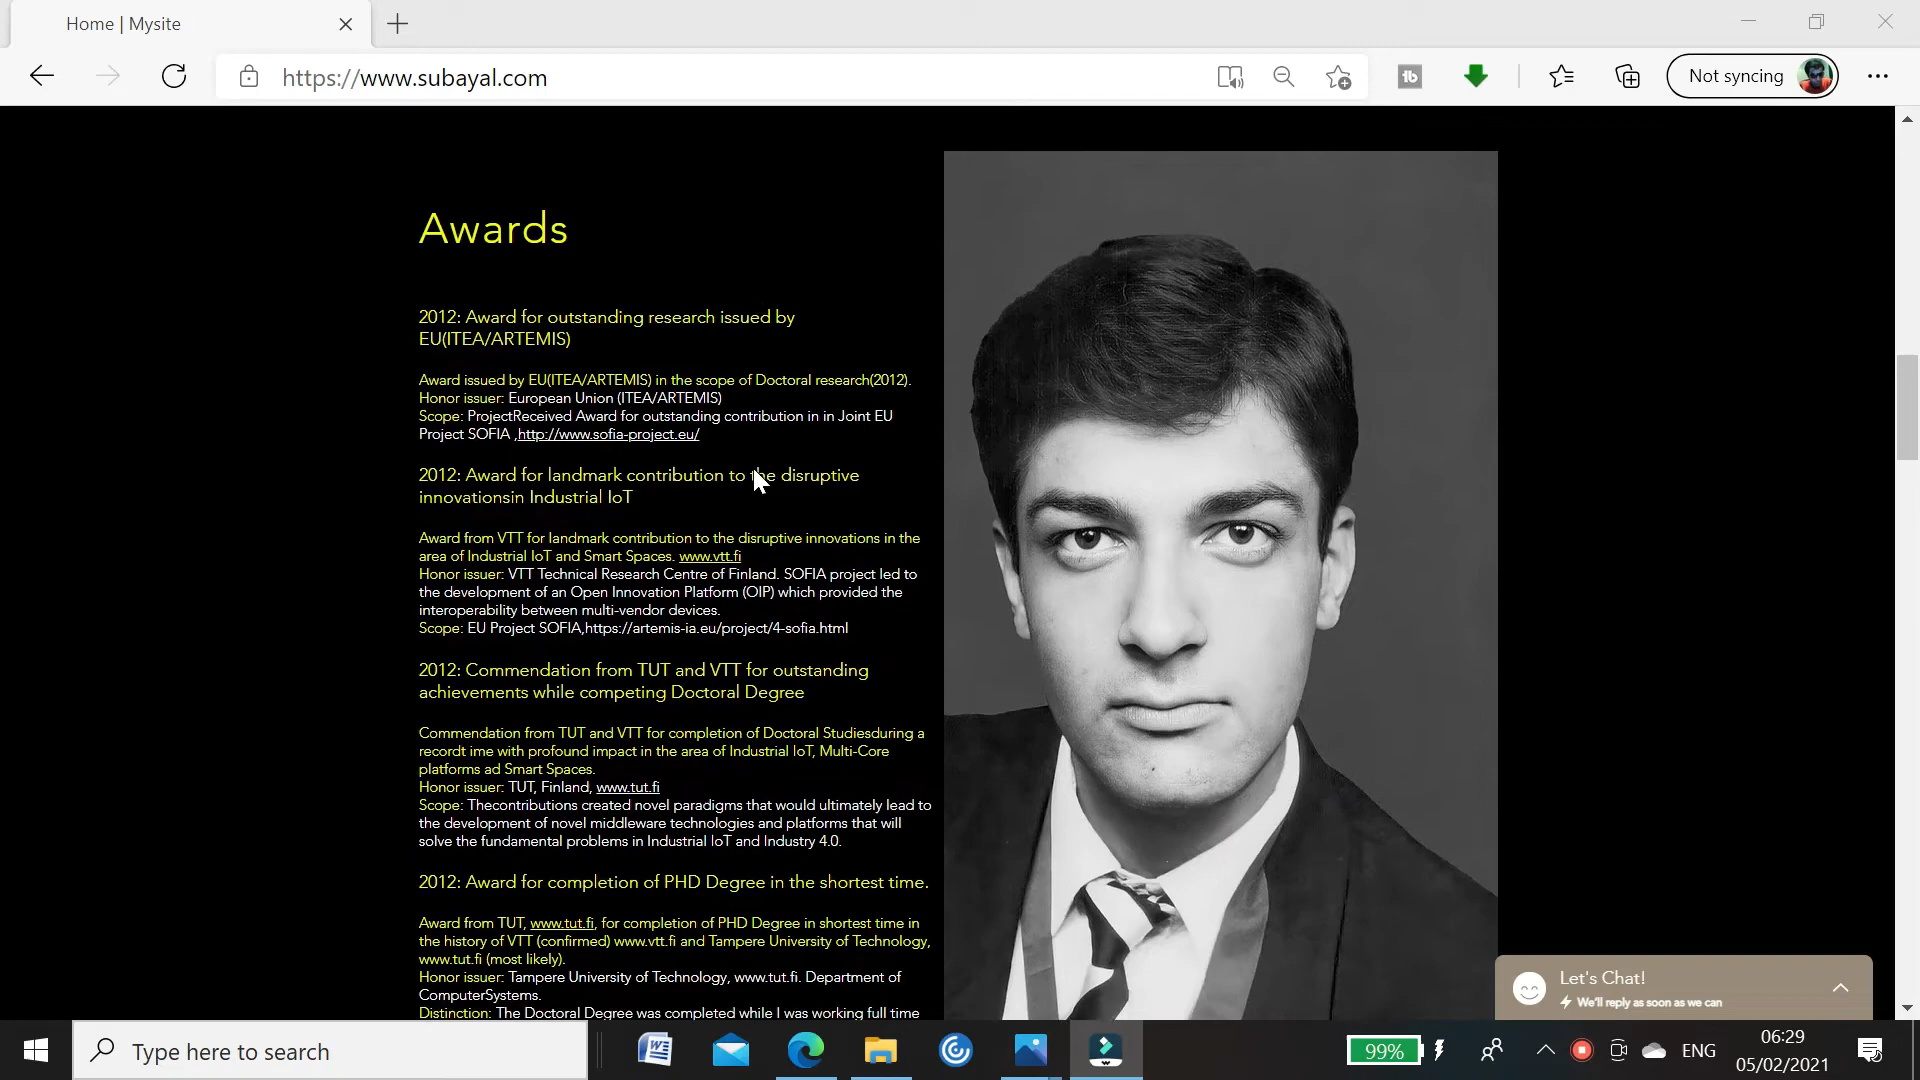 Home | Mysite
https://www.subayal.com
Not syncing
Awards
2012: Award for outstanding research issued by
EU(ITEA/ARTEMIS)
Award issued by EU(ITEA/ARTEMIS) in the scope of Doctoral research(2012).
Honor issuer: European Union (ITEA/ARTEMIS)
Scope: ProjectReceived Award for outstanding contribution in in Joint EU
Project SOFIA ,http://www.sofia-project.eu/
2012: Award for landmark contribution to the disruptive
innovationsin Industrial IoT
Award from VTT for landmark contribution to the disruptive innovations in the
area of Industrial IoT and Smart Spaces. www.vtt.fi
Honor issuer: VTT Technical Research Centre of Finland. SOFIA project led to
the development of an Open Innovation Platform (OIP) which provided the
interoperability between multi-vendor devices.
Scope: EU Project SOFIA,https://artemis-ia.eu/project/4-sofia.html
2012: Commendation from TUT and VTT for outstanding
achievements while competing Doctoral Degree
Commendation from TUT and VTT for completion of Doctoral Studiesduring a
recordt ime with profound impact in the area of Industrial IoT, Multi-Core
platforms ad Smart Spaces.
Honor issuer: TUT, Finland, www.tut.fi
Scope: Thecontributions created novel paradigms that would ultimately lead to
the development of novel middleware technologies and platforms that will
solve the fundamental problems in Industrial IoT and Industry 4.0.
2012: Award for completion of PHD Degree in the shortest time.
Award from TUT, www.tut.fi, for completion of PHD Degree in shortest time in
the history of VTT (confirmed) www.vtt.fi and Tampere University of Technology,
www.tut.fi (most likely).
Honor issuer: Tampere University of Technology, www.tut.fi. Department of
ComputerSystems.
Distinction: The Doctoral Degree was completed while I was working full time
Let's Chat!
We'll reply as soon as we can
Type here to search
99%
ENG
06:29
05/02/2021